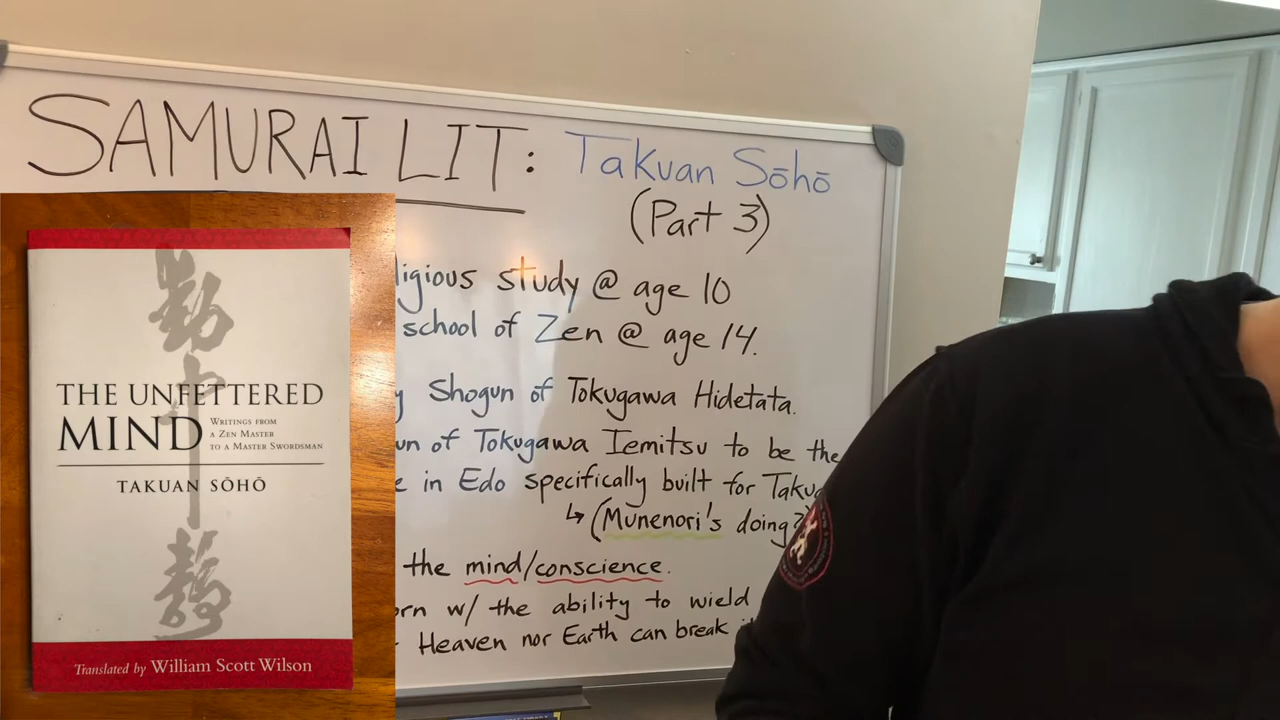 SAMURAI LIT: Takuan Sōhō
(Part 3)
ligious study @ age 10
school of Zen @ age 14.
y Shogun of Tokugawa Hidetata.
un of Tokugawa Iemitsu to be the
e in Edo specifically built for Taku
↳ (Munenori's doing?
the mind/conscience.
orn w/ the ability to wield
Heaven nor Earth can break i
動
中
靜
THE UNFETTERED
MIND
WRITINGS FROM
A ZEN MASTER
TO A MASTER SWORDSMAN
TAKUAN SŌHŌ
Translated by William Scott Wilson